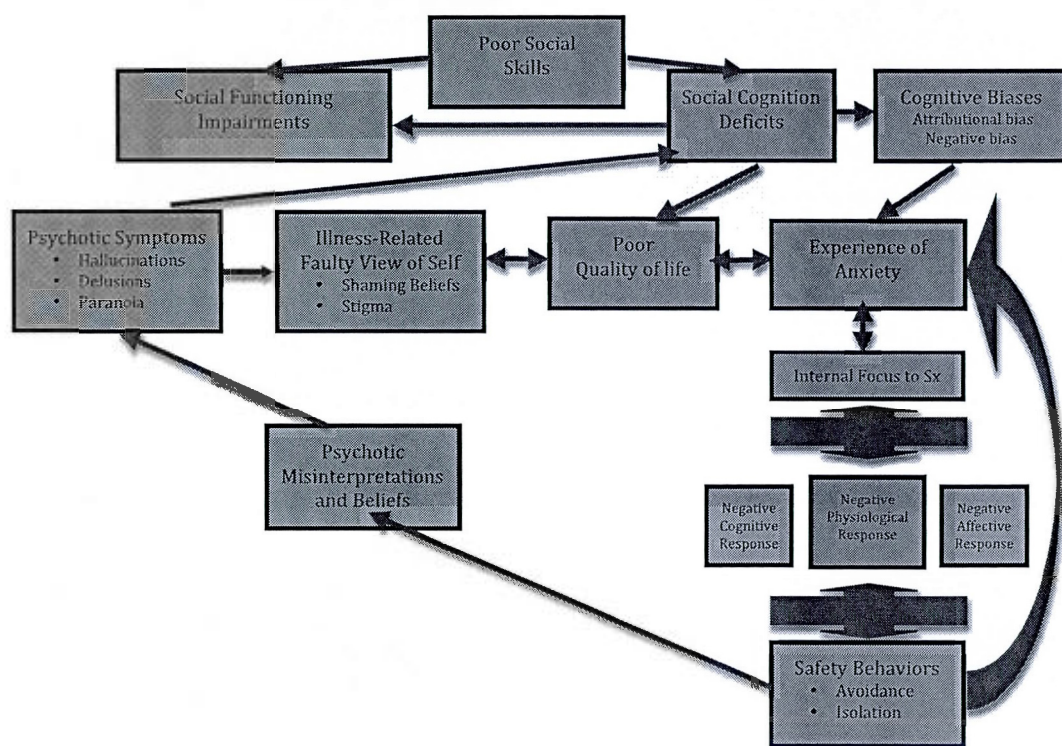 Poor Social
Skills
Social Functioning
Impairments
Social Cognition
Deficits
Cognitive Biases
Attributional bias
Negative bias
Psychotic Symptoms
• Hallucinations
• Delusions
• Paranoia
Illness-Related
Faulty View of Self
• Shaming Beliefs
• Stigma
Poor
Quality of life
Experience of
Anxiety
Internal Focus to Sx
Psychotic
Misinterpretations
and Beliefs
Negative
Cognitive
Response
Negative
Physiological
Response
Negative
Affective
Response
Safety Behaviors
• Avoidance
• Isolation